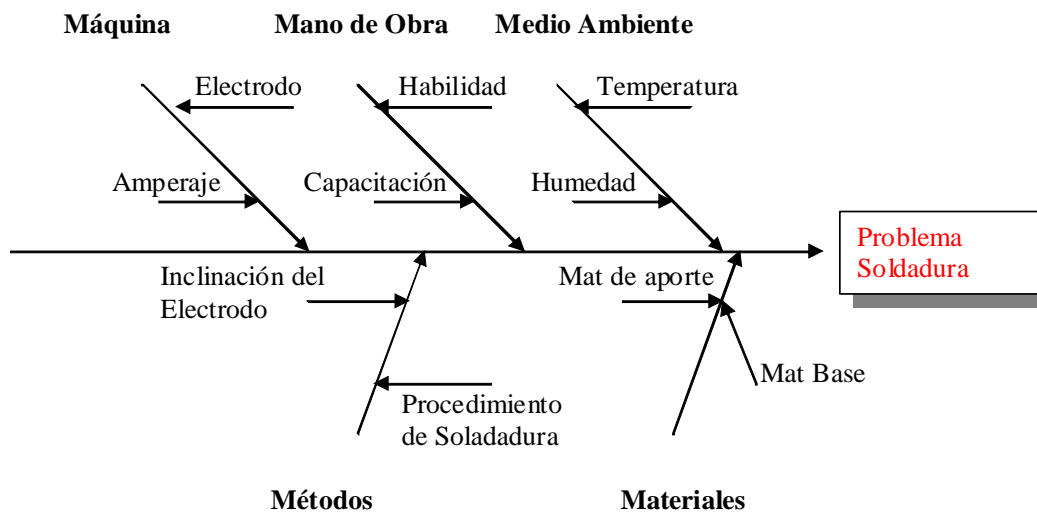 Máquina
Mano de Obra
Medio Ambiente
Electrodo
Habilidad
Temperatura
Amperaje
Capacitación
Humedad
Problema
Soldadura
Inclinación del
Electrodo
Mat de aporte
Mat Base
Procedimiento
de Soladadura
Métodos
Materiales